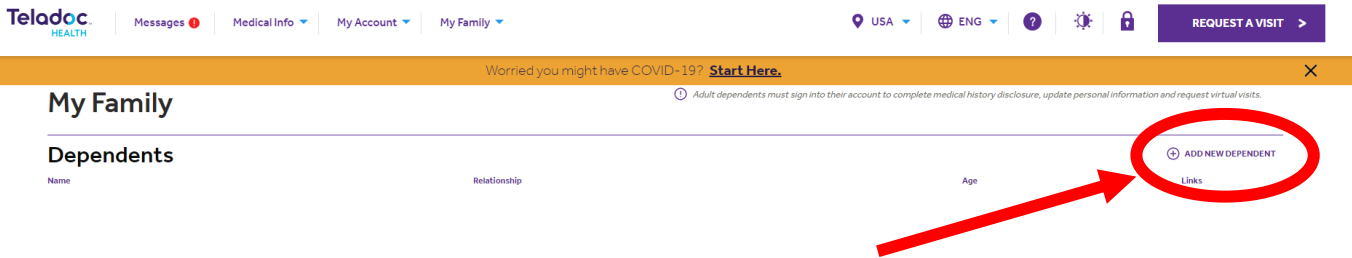 Teladoc.
HEALTH
Messages ! Medical Info My Account My Family USA ENG ? REQUEST A VISIT >
Worried you might have COVID-19? Start Here. X
My Family
! Adult dependents must sign into their account to complete medical history disclosure, update personal information and request virtual visits.
Dependents
+ ADD NEW DEPENDENT
Name Relationship Age Links